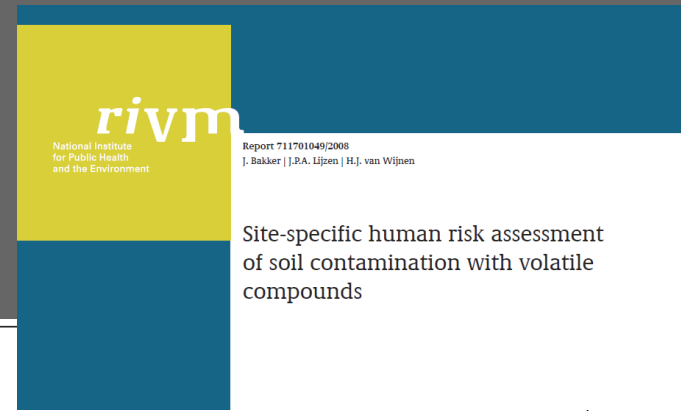 rivm
National Institute
for Public Health
and the Environment
Report 711701049/2008
J. Bakker | J.P.A. Lijzen | H.J. van Wijnen
Site-specific human risk assessment
of soil contamination with volatile
compounds